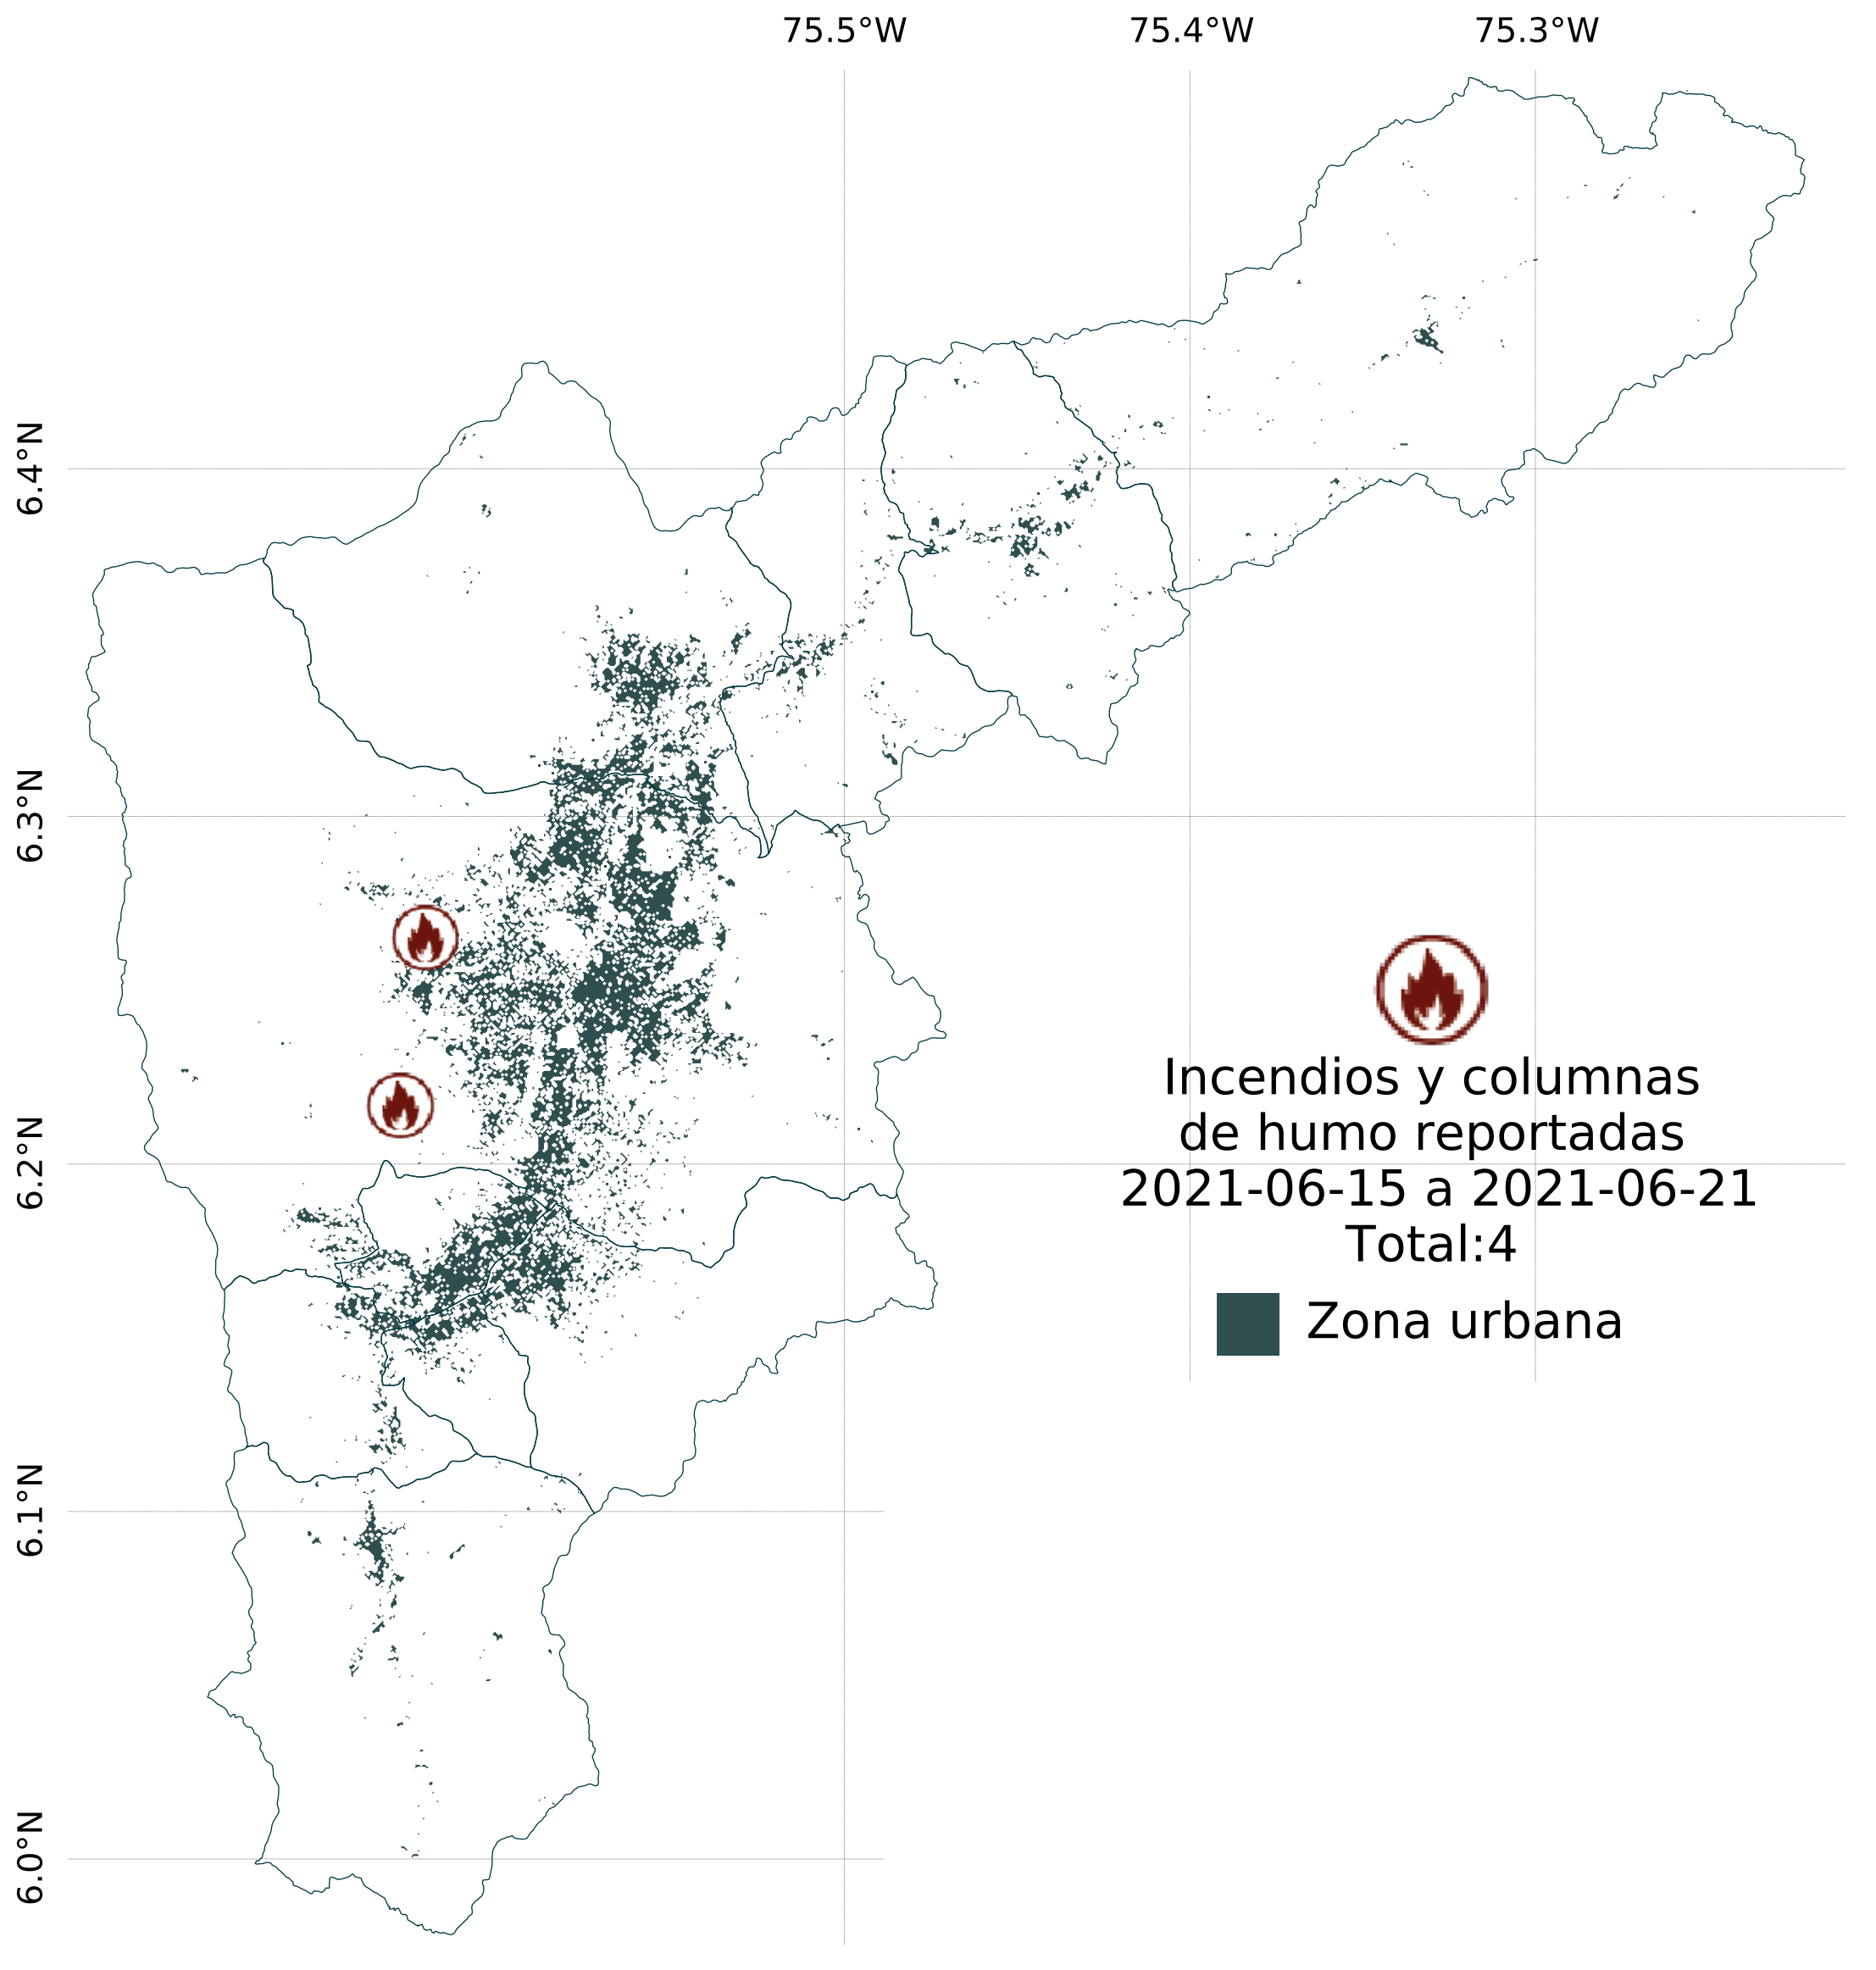 75.5°W 75.4°W 75.3°W
6.4°N
6.3°N
6.2°N
6.1°N
6.0°N
Incendios y columnas
de humo reportadas
2021-06-15 a 2021-06-21
Total:4
Zona urbana